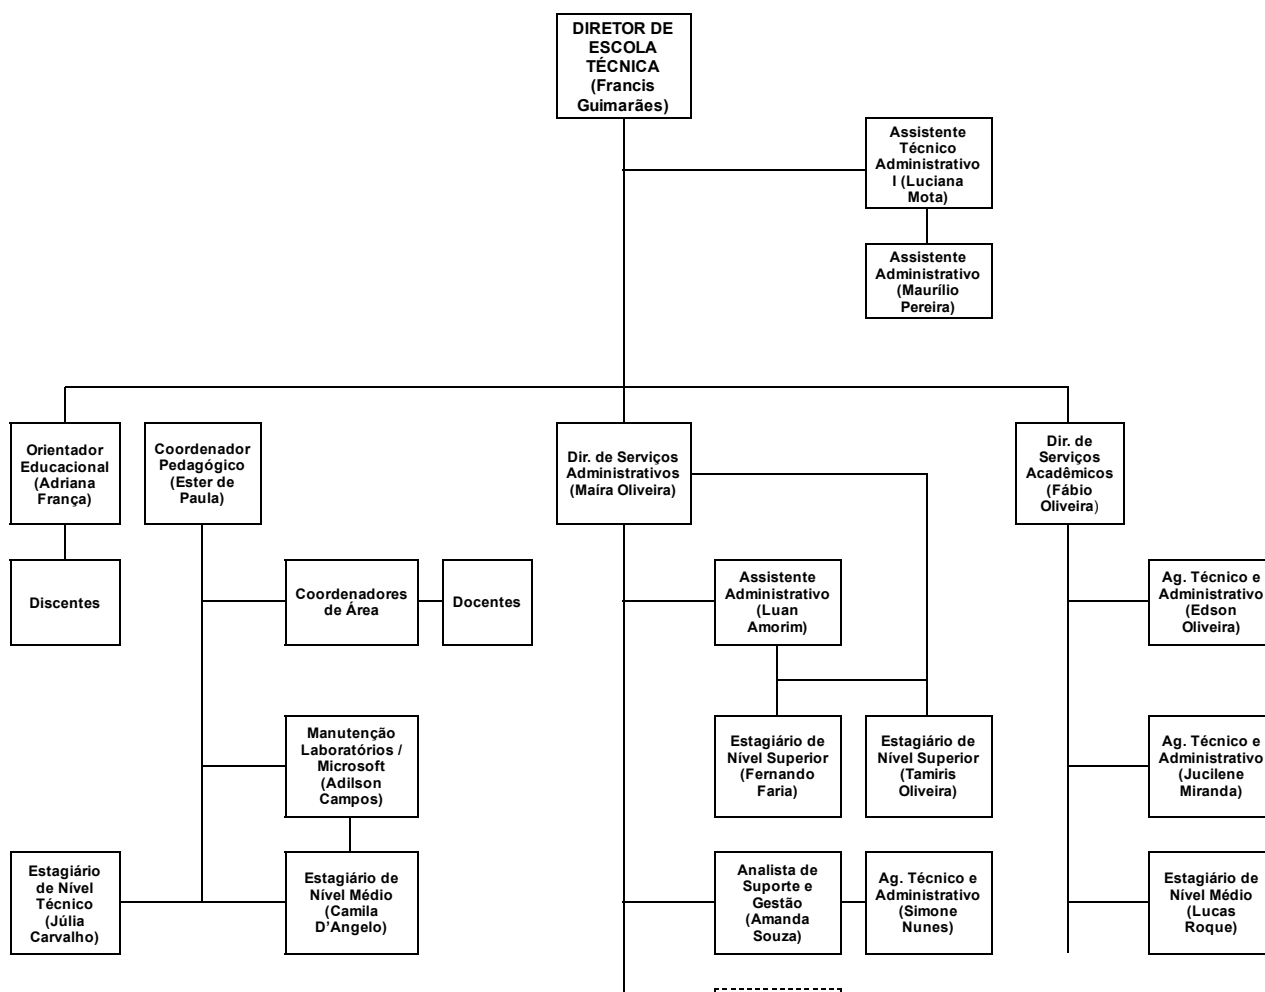 DIRETOR DE
ESCOLA
TÉCNICA
(Francis
Guimarães)
Assistente
Técnico
Administrativo
I (Luciana
Mota)
Assistente
Administrativo
(Maurílio
Pereira)
Orientador
Educacional
(Adriana
França)
Coordenador
Pedagógico
(Ester de
Paula)
Dir. de Serviços
Administrativos
(Maíra Oliveira)
Dir. de
Serviços
Acadêmicos
(Fábio
Oliveira)
Discentes
Coordenadores
de Área
Docentes
Assistente
Administrativo
(Luan
Amorim)
Ag. Técnico e
Administrativo
(Edson
Oliveira)
Manutenção
Laboratórios /
Microsoft
(Adilson
Campos)
Estagiário de
Nível Superior
(Fernando
Faria)
Estagiário de
Nível Superior
(Tamiris
Oliveira)
Ag. Técnico e
Administrativo
(Jucilene
Miranda)
Estagiário
de Nível
Técnico
(Júlia
Carvalho)
Estagiário de
Nível Médio
(Camila
D’Angelo)
Analista de
Suporte e
Gestão
(Amanda
Souza)
Ag. Técnico e
Administrativo
(Simone
Nunes)
Estagiário de
Nível Médio
(Lucas
Roque)